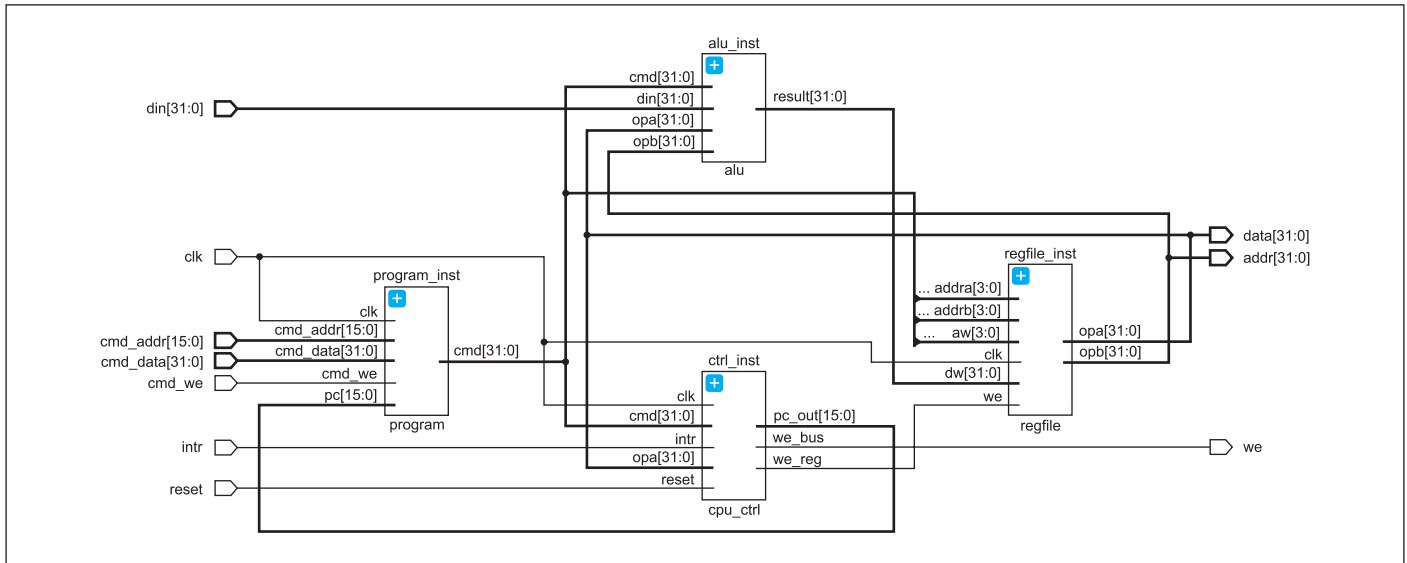 alu_inst
cmd[31:0]
din[31:0]
opa[31:0]
opb[31:0]
result[31:0]
alu
din[31:0]
clk
program_inst
clk
cmd_addr[15:0]
cmd_data[31:0]
cmd_we
pc[15:0]
cmd[31:0]
program
cmd_addr[15:0]
cmd_data[31:0]
cmd_we
intr
reset
ctrl_inst
clk
cmd[31:0]
intr
opa[31:0]
reset
pc_out[15:0]
we_bus
we_reg
cpu_ctrl
regfile_inst
... addra[3:0]
... addrb[3:0]
... aw[3:0]
clk
dw[31:0]
we
opa[31:0]
opb[31:0]
regfile
data[31:0]
addr[31:0]
we